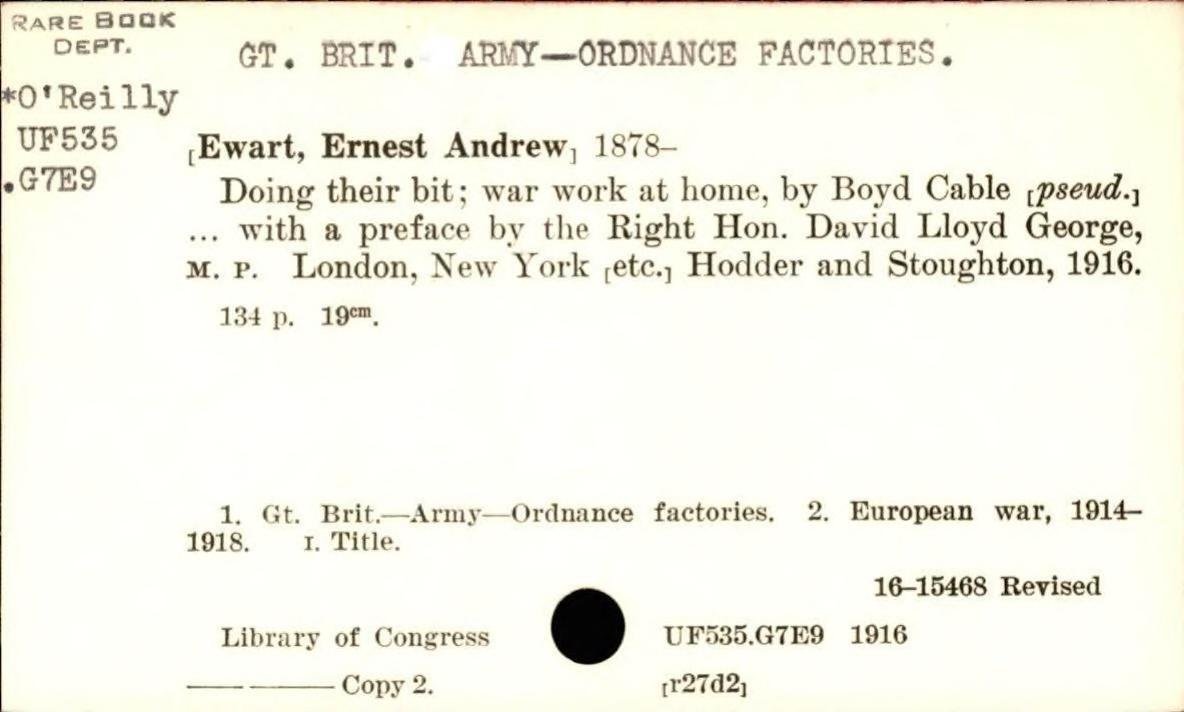 RARE BOOK
DEPT.
GT. BRIT. ARMY—ORDNANCE FACTORIES.
*O'Reilly
UF535
.G7E9
[Ewart, Ernest Andrew] 1878–
Doing their bit; war work at home, by Boyd Cable [pseud.]
... with a preface by the Right Hon. David Lloyd George,
M. P. London, New York [etc.] Hodder and Stoughton, 1916.
134 p. 19cm.
1. Gt. Brit.—Army—Ordnance factories. 2. European war, 1914–
1918. I. Title.
16–15468 Revised
Library of Congress UF535.G7E9 1916
——— ——— Copy 2. [r27d2]